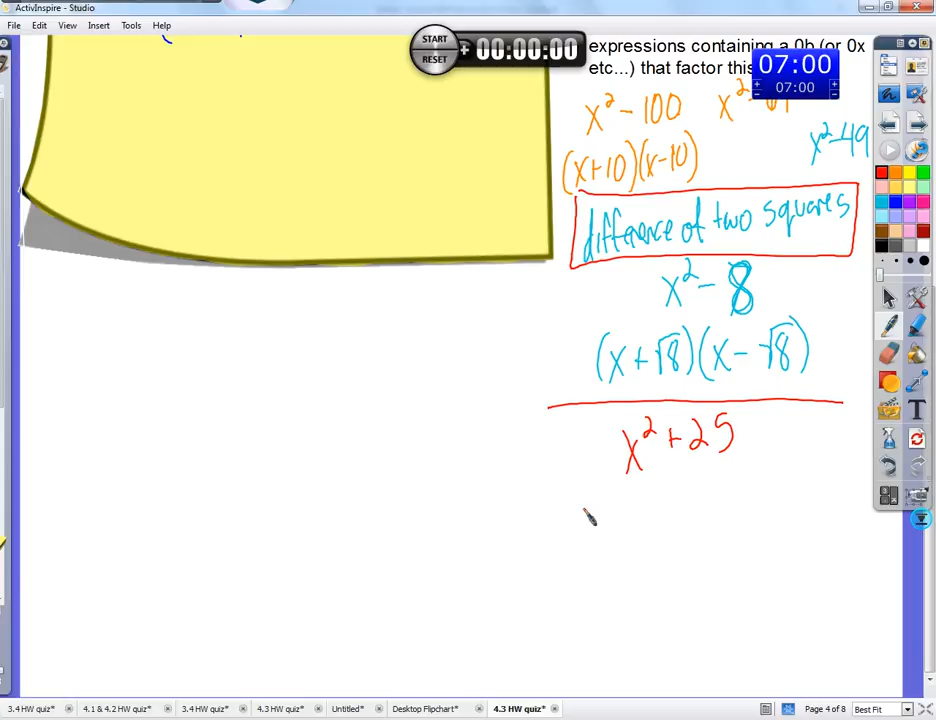 ActivInspire - Studio
File Edit View Insert Tools Help
START
RESET
+ 00:00:00
-
expressions containing a 0b (or 0x
etc...) that factor this
07:00
+ 07:00 +
x² - 100
x²-
(x+10)(x-10)
x²-49
difference of two squares
x² - 8
(x+√8)(x-√8)
x² + 25
T
3.4 HW quiz* 4.1 & 4.2 HW quiz* 3.4 HW quiz* 4.3 HW quiz* Untitled* Desktop Flipchart* 4.3 HW quiz* Page 4 of 8 Best Fit